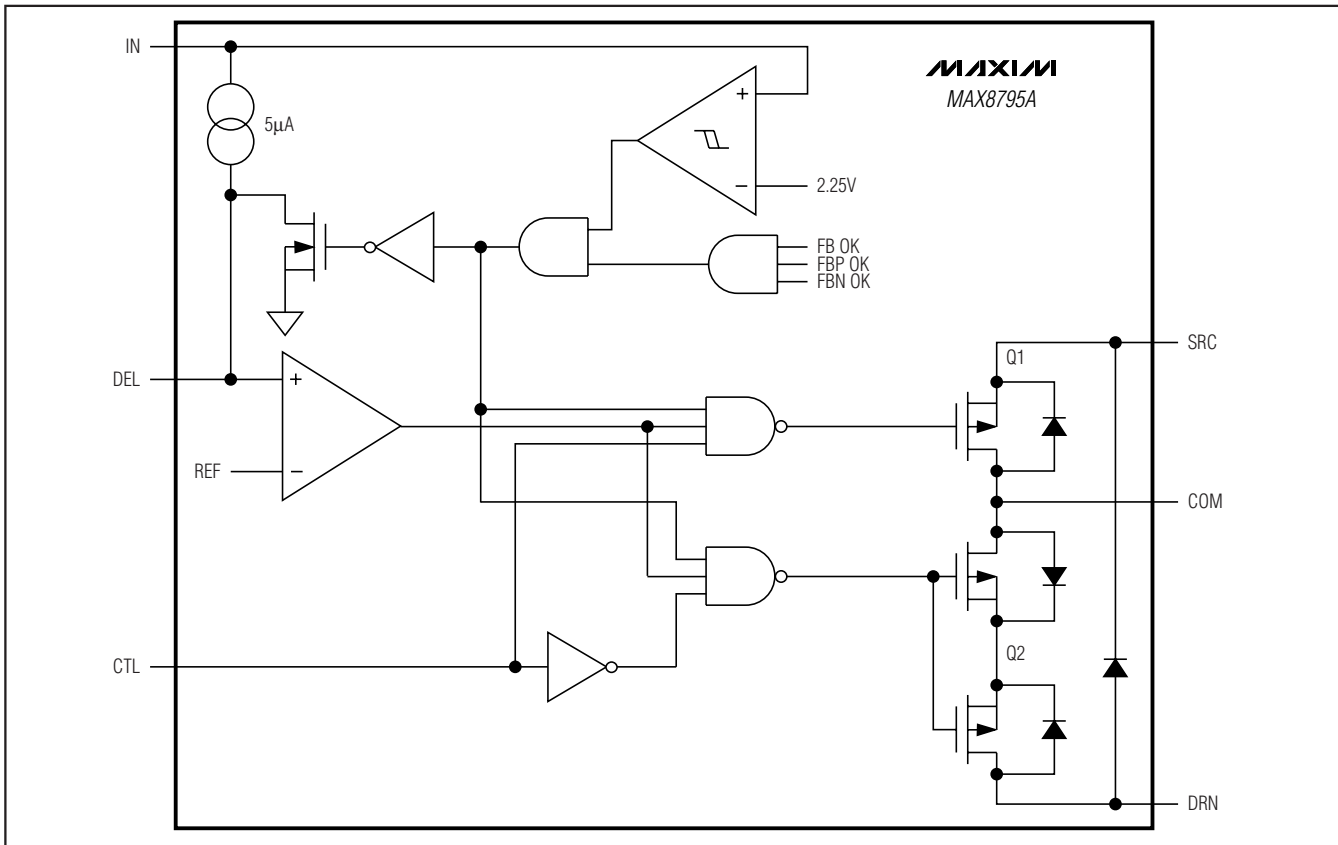 IN
MAXIM
MAX8795A
+
5μA
−
2.25V
FB OK
FBP OK
FBN OK
SRC
Q1
DEL
+
REF
−
COM
Q2
CTL
DRN